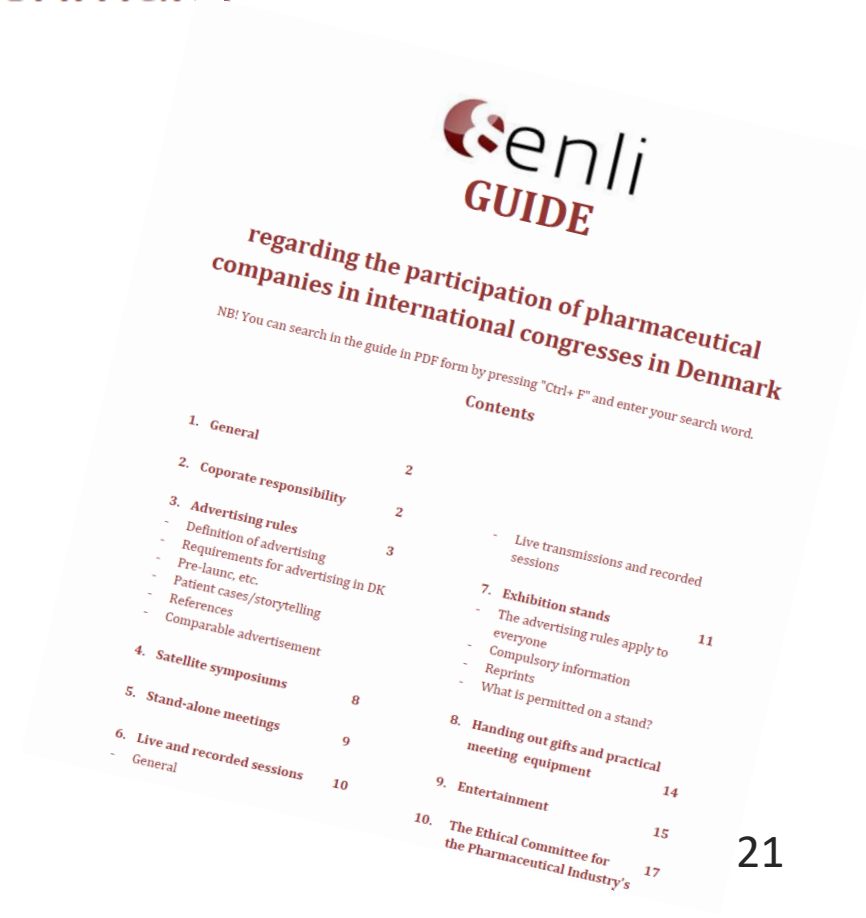 enli
GUIDE
regarding the participation of pharmaceutical
companies in international congresses in Denmark
NB! You can search in the guide in PDF form by pressing "Ctrl+ F" and enter your search word.
Contents
1. General 2
2. Coporate responsibility 2
3. Advertising rules 3
- Definition of advertising
- Requirements for advertising in DK
- Pre-launc, etc.
- Patient cases/storytelling
- References
- Comparable advertisement
4. Satellite symposiums 8
5. Stand-alone meetings 9
6. Live and recorded sessions 10
- General
- Live transmissions and recorded
sessions
7. Exhibition stands 11
- The advertising rules apply to
everyone
- Compulsory information
- Reprints
- What is permitted on a stand?
8. Handing out gifts and practical
meeting equipment 14
9. Entertainment 15
10. The Ethical Committee for
the Pharmaceutical Industry's 17
21